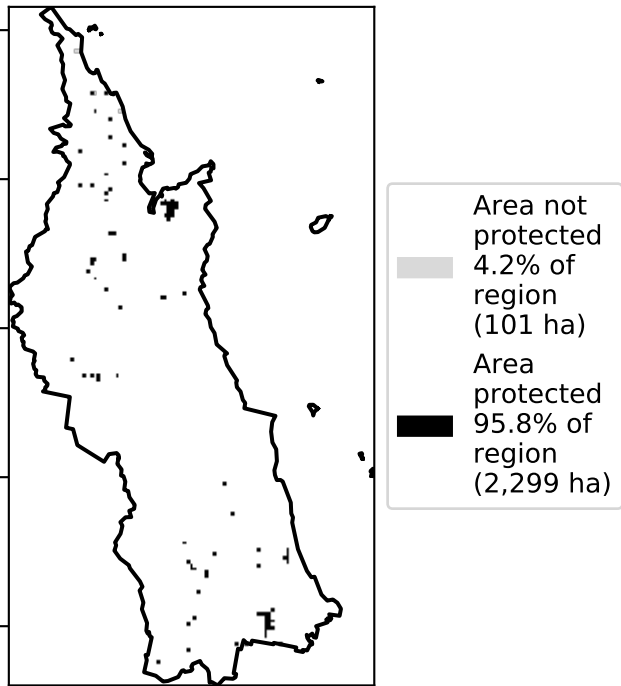 Area not
protected
4.2% of
region
(101 ha)
Area
protected
95.8% of
region
(2,299 ha)